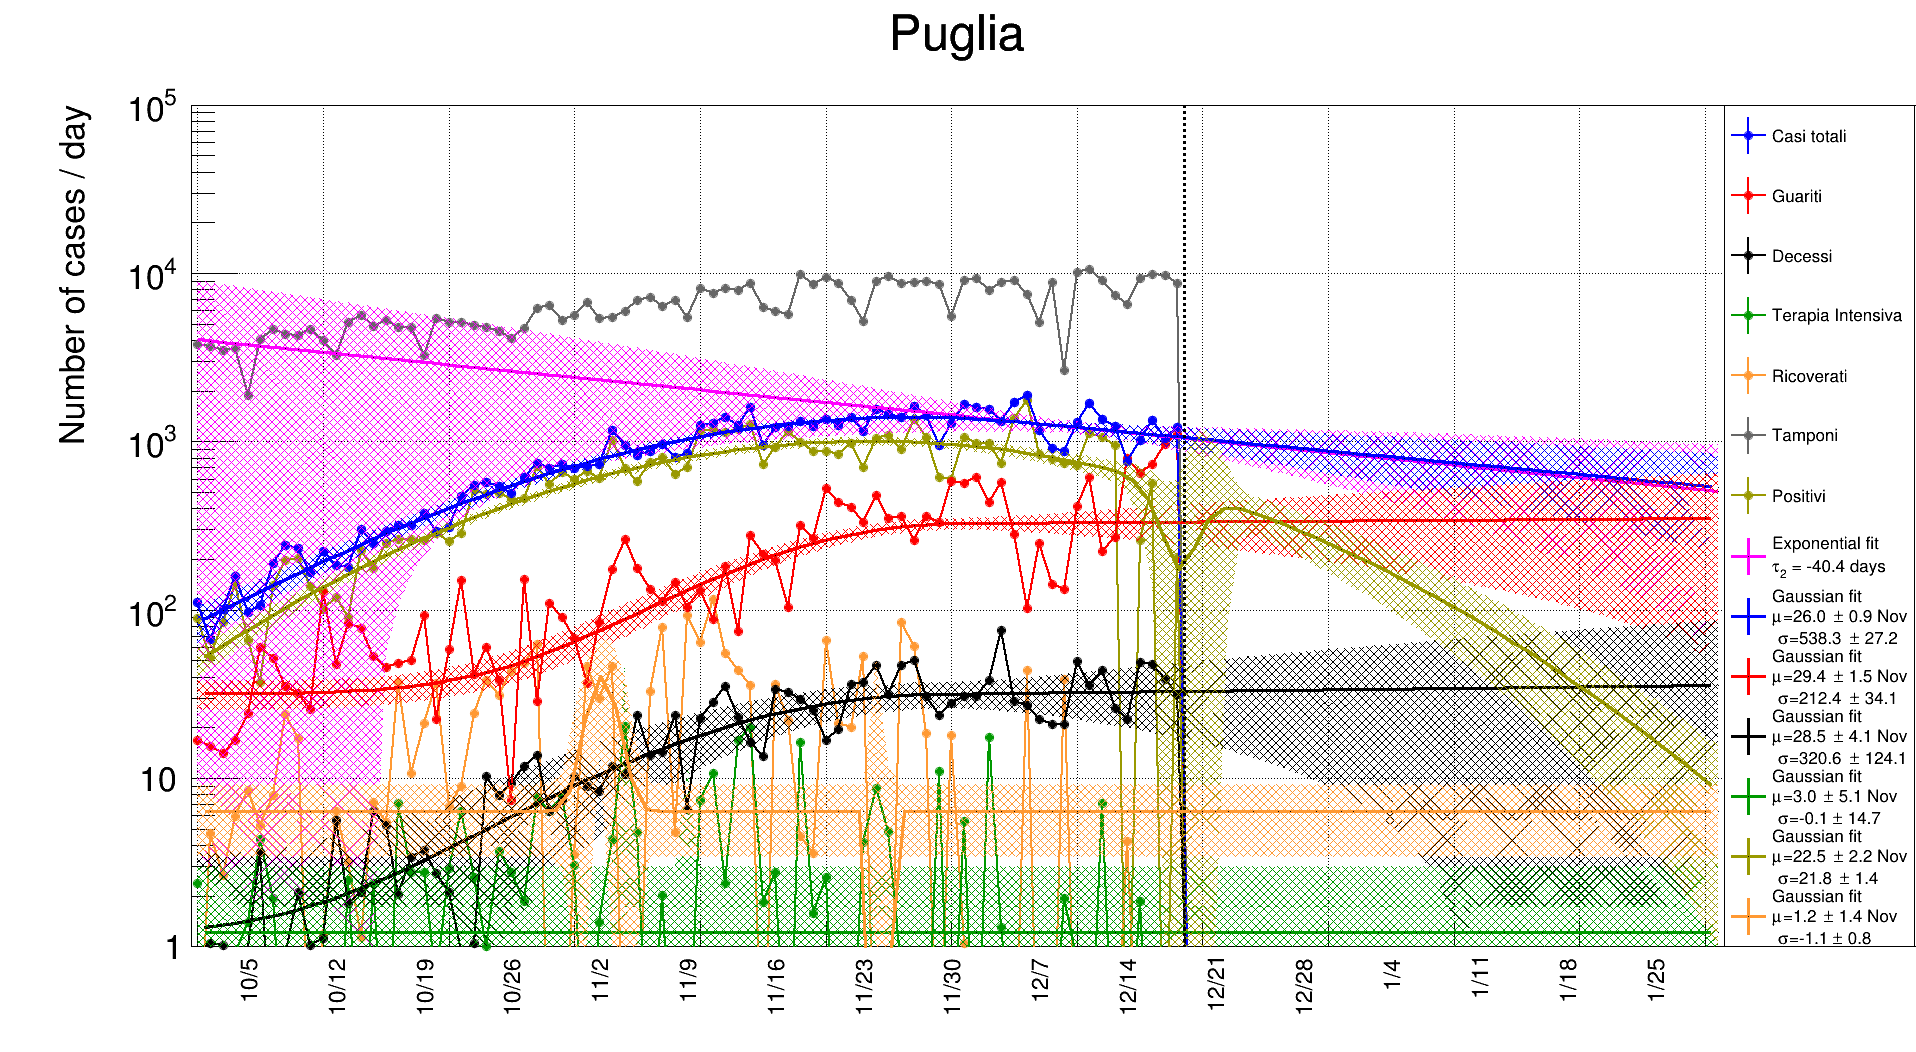 Puglia
Number of cases / day
10^5
10^4
10^3
10^2
10
1
10/5
10/12
10/19
10/26
11/2
11/9
11/16
11/23
11/30
12/7
12/14
12/21
12/28
1/4
1/11
1/18
1/25
Casi totali
Guariti
Decessi
Terapia Intensiva
Ricoverati
Tamponi
Positivi
Exponential fit
τ_2 = -40.4 days
Gaussian fit
μ=26.0 ± 0.9 Nov
σ=538.3 ± 27.2
Gaussian fit
μ=29.4 ± 1.5 Nov
σ=212.4 ± 34.1
Gaussian fit
μ=28.5 ± 4.1 Nov
σ=320.6 ± 124.1
Gaussian fit
μ=3.0 ± 5.1 Nov
σ=-0.1 ± 14.7
Gaussian fit
μ=22.5 ± 2.2 Nov
σ=21.8 ± 1.4
Gaussian fit
μ=1.2 ± 1.4 Nov
σ=-1.1 ± 0.8